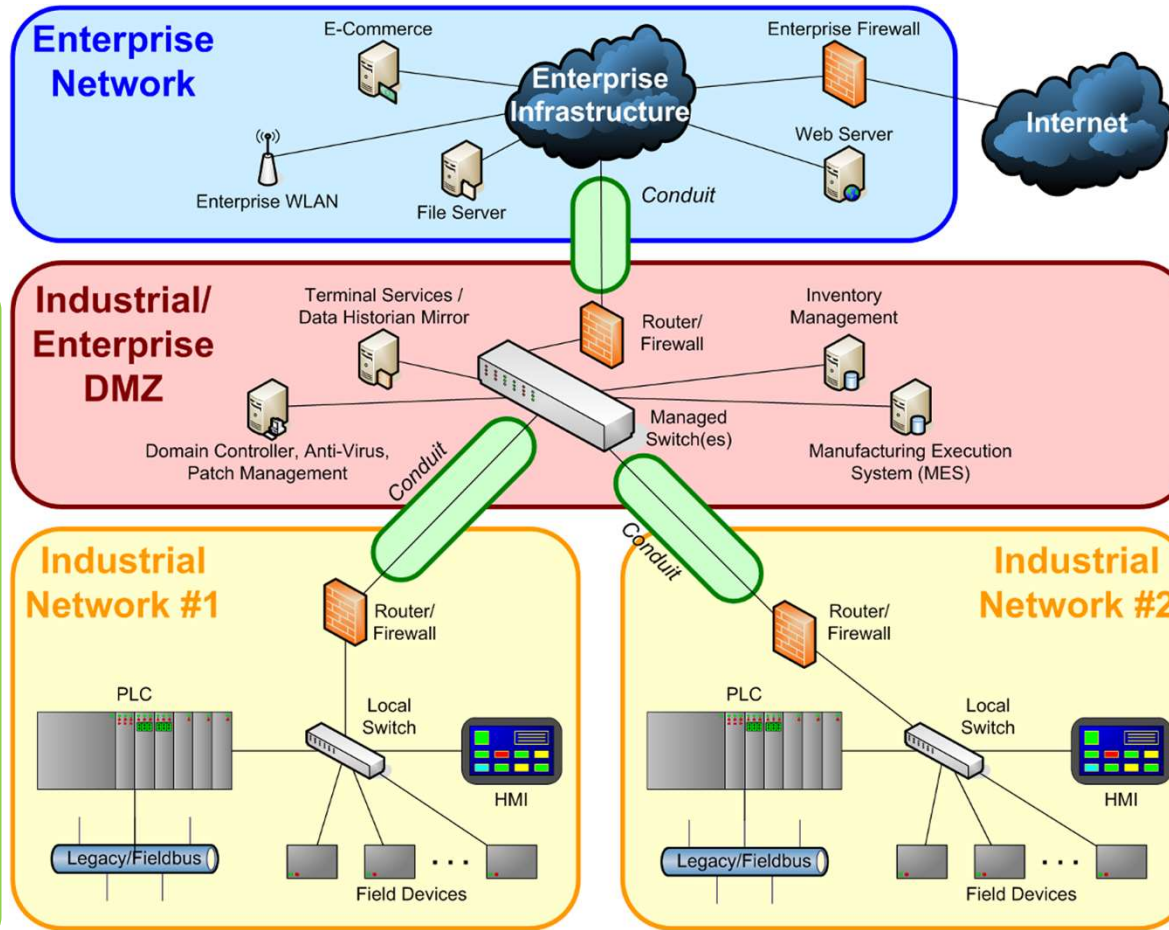 Enterprise
Network
E-Commerce
Enterprise
Infrastructure
Enterprise Firewall
Internet
Enterprise WLAN
File Server
Web Server
Conduit
Industrial/
Enterprise
DMZ
Terminal Services /
Data Historian Mirror
Router/
Firewall
Inventory
Management
Domain Controller, Anti-Virus,
Patch Management
Managed
Switch(es)
Manufacturing Execution
System (MES)
Conduit
Conduit
Industrial
Network #1
Router/
Firewall
PLC
Local
Switch
HMI
Legacy/Fieldbus
Field Devices
Industrial
Network #2
Router/
Firewall
PLC
Local
Switch
HMI
Legacy/Fieldbus
Field Devices